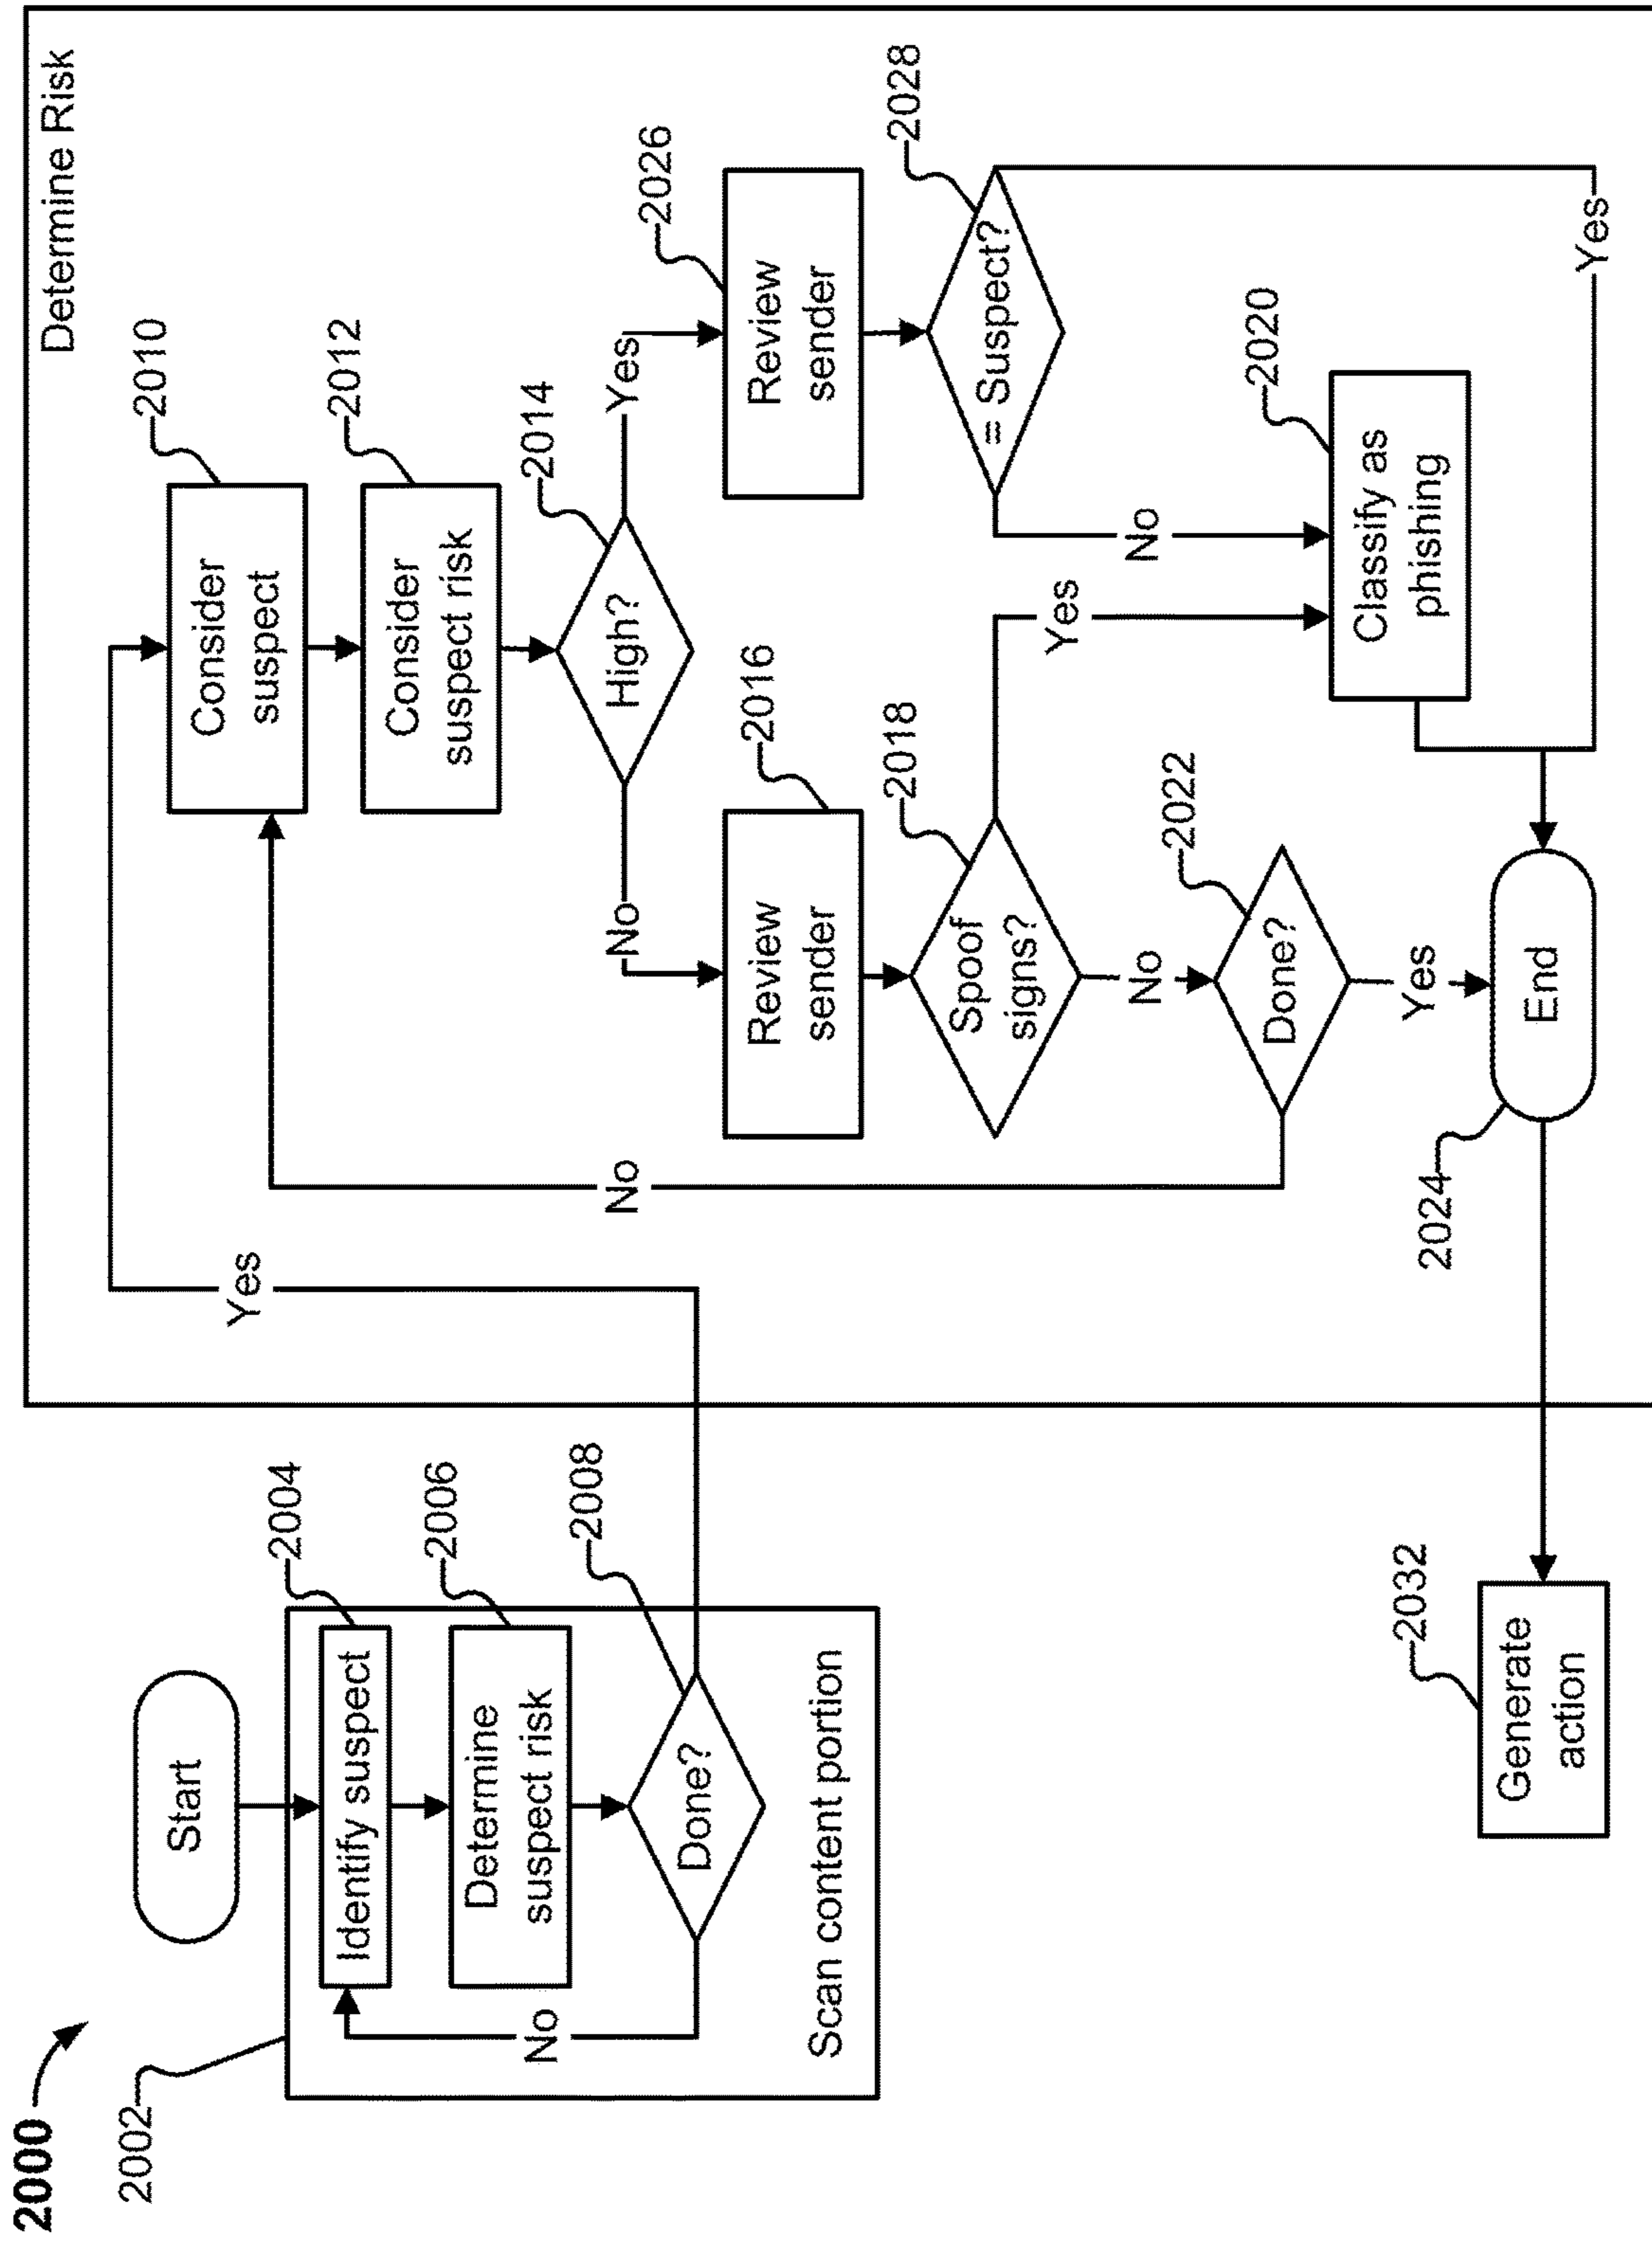 2000
2002
Start
Identify suspect
2004
Determine
suspect risk
2006
Done?
2008
No
Scan content portion
Yes
Determine Risk
Consider
suspect
2010
Consider
suspect risk
2012
High?
2014
No
Yes
Review
sender
2016
Review
sender
2026
Spoof
signs?
2018
= Suspect?
2028
No
Yes
No
Yes
No
Done?
2022
Classify as
phishing
2020
Yes
2024
End
Generate
action
2032